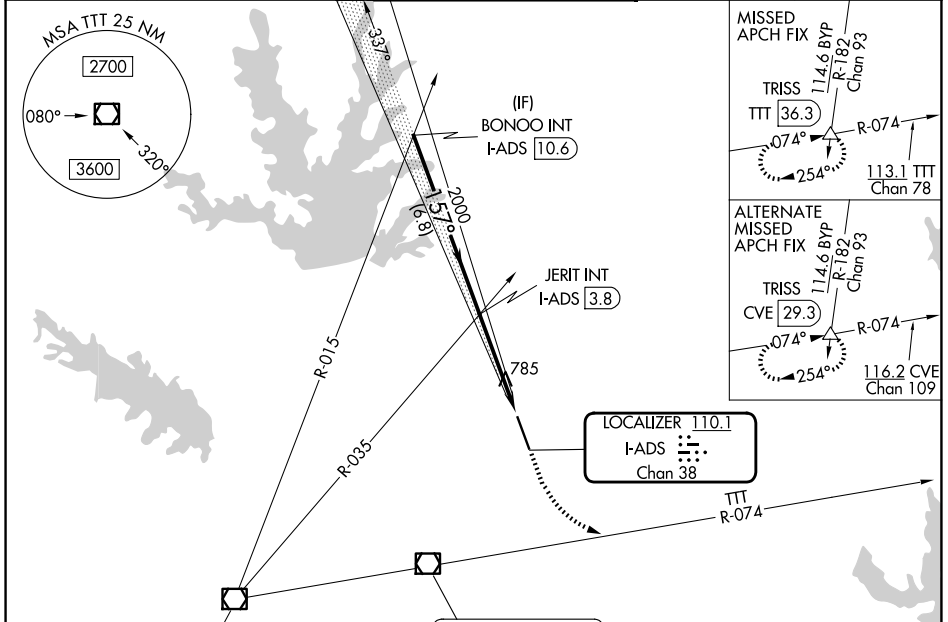 MSA TTT 25 NM
2700
080°
320°
3600
337°
(IF)
BONOO INT
I-ADS 10.6
2000
157°
(6.8)
JERIT INT
I-ADS 3.8
785
R-015
R-035
LOCALIZER 110.1
I-ADS
Chan 38
TTT
R-074
MISSED
APCH FIX
114.6 BYP
R-182
Chan 93
TRISS
TTT 36.3
074°
R-074
254°
113.1 TTT
Chan 78
ALTERNATE
MISSED
APCH FIX
114.6 BYP
R-182
Chan 93
TRISS
CVE 29.3
074°
R-074
254°
116.2 CVE
Chan 109